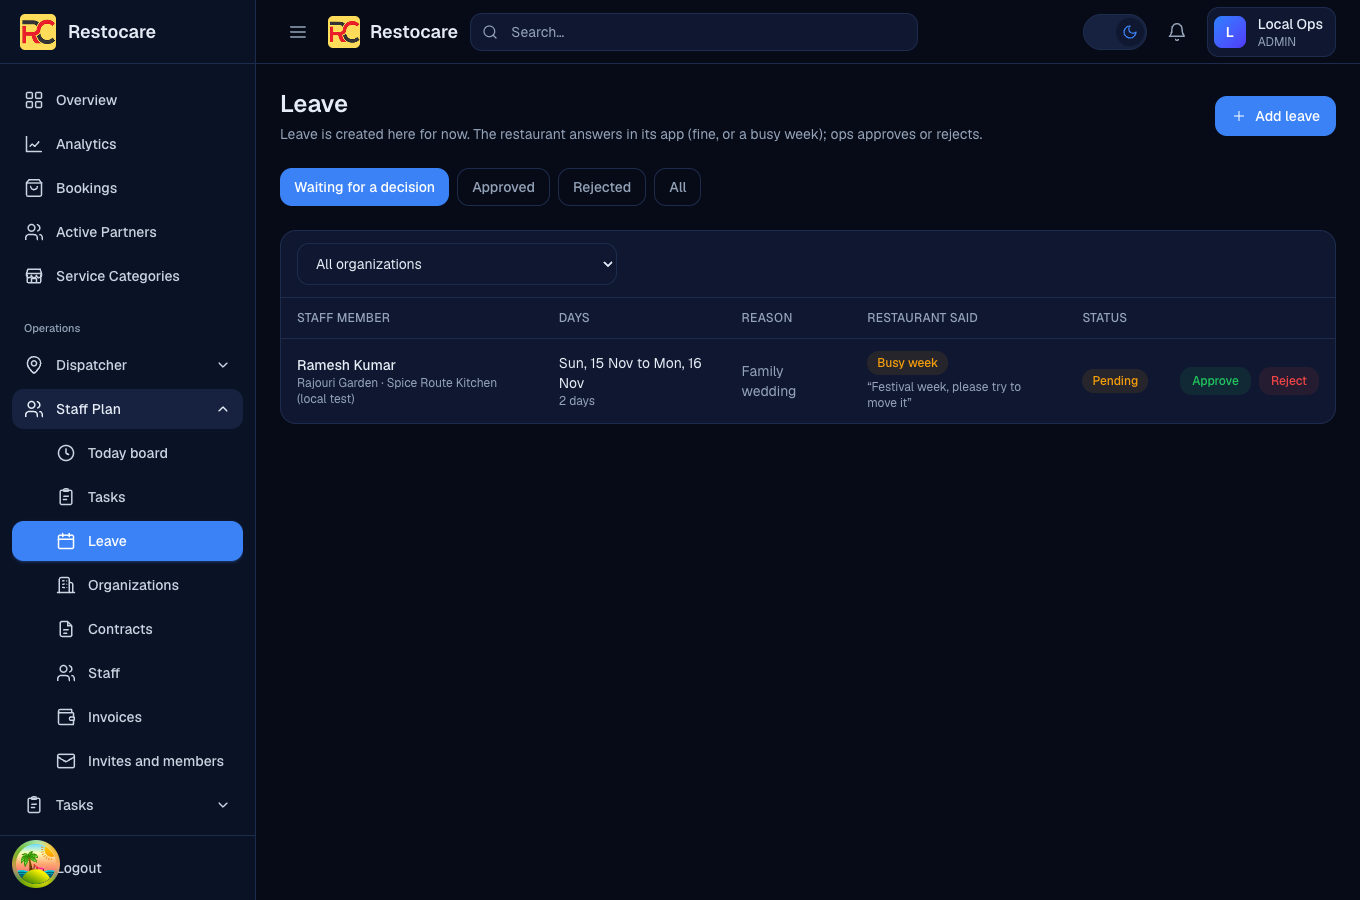 RC Restocare
Overview
Analytics
Bookings
Active Partners
Service Categories
Operations
Dispatcher
Staff Plan
Today board
Tasks
Leave
Organizations
Contracts
Staff
Invoices
Invites and members
Tasks
Logout
RC Restocare
Search...
L
Local Ops
ADMIN
Leave
Leave is created here for now. The restaurant answers in its app (fine, or a busy week); ops approves or rejects.
+ Add leave
Waiting for a decision
Approved
Rejected
All
All organizations
STAFF MEMBER
DAYS
REASON
RESTAURANT SAID
STATUS
Ramesh Kumar
Rajouri Garden · Spice Route Kitchen
(local test)
Sun, 15 Nov to Mon, 16
Nov
2 days
Family
wedding
Busy week
“Festival week, please try to
move it”
Pending
Approve
Reject